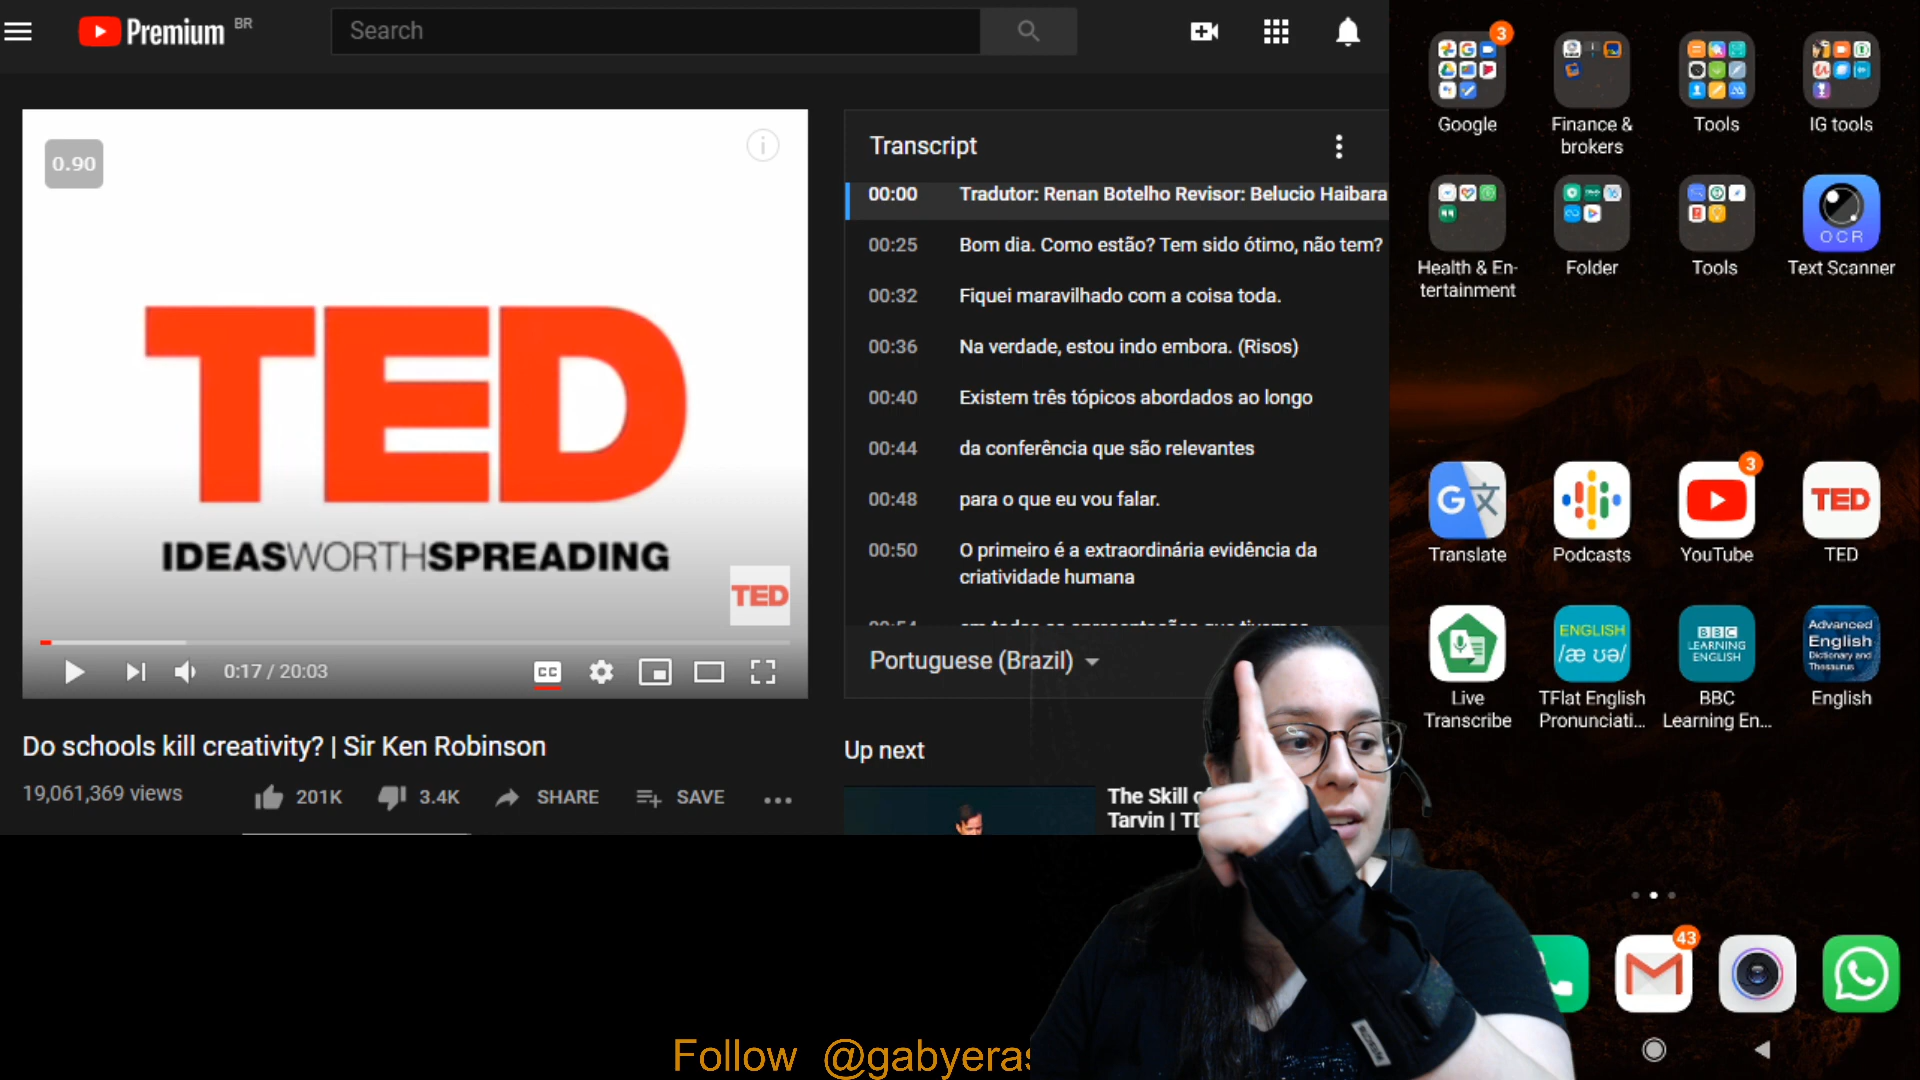 Premium BR
Search
0.90
TED
IDEASWORTHSPREADING
TED
0:17 / 20:03
CC
Do schools kill creativity? | Sir Ken Robinson
19,061,369 views
201K
3.4K
SHARE
SAVE
Transcript
00:00 Tradutor: Renan Botelho Revisor: Belucio Haibara
00:25 Bom dia. Como estão? Tem sido ótimo, não tem?
00:32 Fiquei maravilhado com a coisa toda.
00:36 Na verdade, estou indo embora. (Risos)
00:40 Existem três tópicos abordados ao longo
00:44 da conferência que são relevantes
00:48 para o que eu vou falar.
00:50 O primeiro é a extraordinária evidência da
criatividade humana
Portuguese (Brazil)
Up next
The Skill
Tarvin |
Follow @gabyeras
3
Google
Finance &
brokers
Tools
IG tools
Health & En-
tertainment
Folder
Tools
OCR
Text Scanner
G
Translate
Podcasts
3
YouTube
TED
TED
Live
Transcribe
ENGLISH
/æ ʊə/
TFlat English
Pronunciati...
BBC
LEARNING
ENGLISH
BBC
Learning En...
Advanced
English
Dictionary and
Thesaurus
English
43